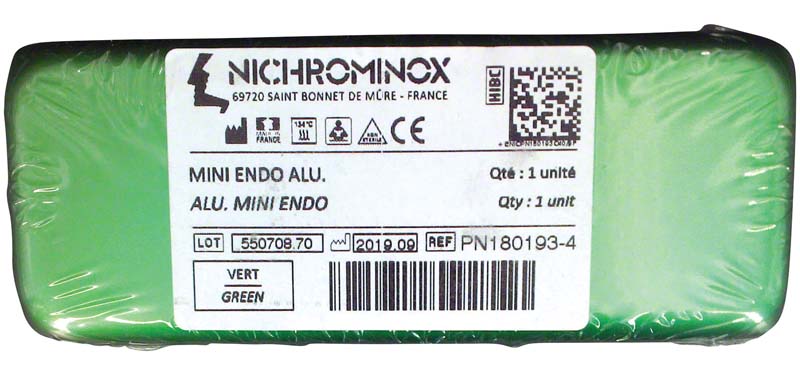 NICHROMINOX
69720 SAINT BONNET DE MÛRE - FRANCE
HIBC
MADE IN FRANCE
134°C
NON STERILE
CE
MINI ENDO ALU.
Qté : 1 unité
ALU. MINI ENDO
Qty : 1 unit
LOT 550708.70 2019.09 REF PN180193-4
VERT
GREEN